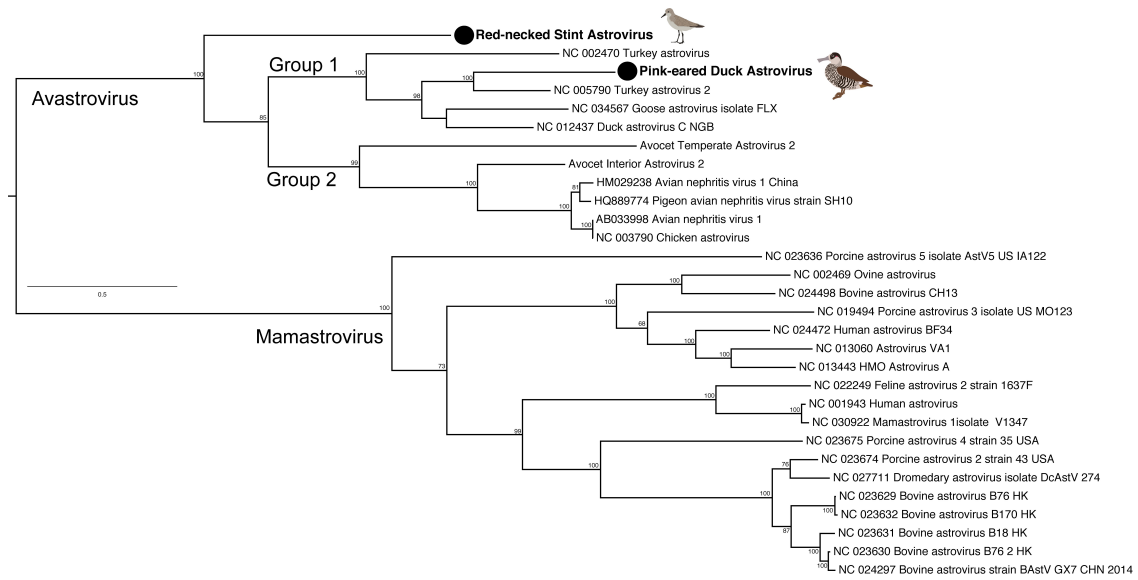 Red-necked Stint Astrovirus
100
Group 1
NC 002470 Turkey astrovirus
100
Pink-eared Duck Astrovirus
100
98
NC 005790 Turkey astrovirus 2
Avastrovirus
NC 034567 Goose astrovirus isolate FLX
100
NC 012437 Duck astrovirus C NGB
85
Avocet Temperate Astrovirus 2
99
Group 2
Avocet Interior Astrovirus 2
100
HM029238 Avian nephritis virus 1 China
81
HQ889774 Pigeon avian nephritis virus strain SH10
100
AB033998 Avian nephritis virus 1
100
NC 003790 Chicken astrovirus
NC 023636 Porcine astrovirus 5 isolate AstV5 US IA122
0.5
100
Mamastrovirus
NC 002469 Ovine astrovirus
100
NC 024498 Bovine astrovirus CH13
100
NC 019494 Porcine astrovirus 3 isolate US MO123
68
NC 024472 Human astrovirus BF34
100
NC 013060 Astrovirus VA1
100
NC 013443 HMO Astrovirus A
73
NC 022249 Feline astrovirus 2 strain 1637F
100
NC 001943 Human astrovirus
100
NC 030922 Mamastrovirus 1isolate V1347
99
NC 023675 Porcine astrovirus 4 strain 35 USA
100
NC 023674 Porcine astrovirus 2 strain 43 USA
76
NC 027711 Dromedary astrovirus isolate DcAstV 274
100
NC 023629 Bovine astrovirus B76 HK
100
NC 023632 Bovine astrovirus B170 HK
87
NC 023631 Bovine astrovirus B18 HK
100
NC 023630 Bovine astrovirus B76 2 HK
100
NC 024297 Bovine astrovirus strain BAstV GX7 CHN 2014